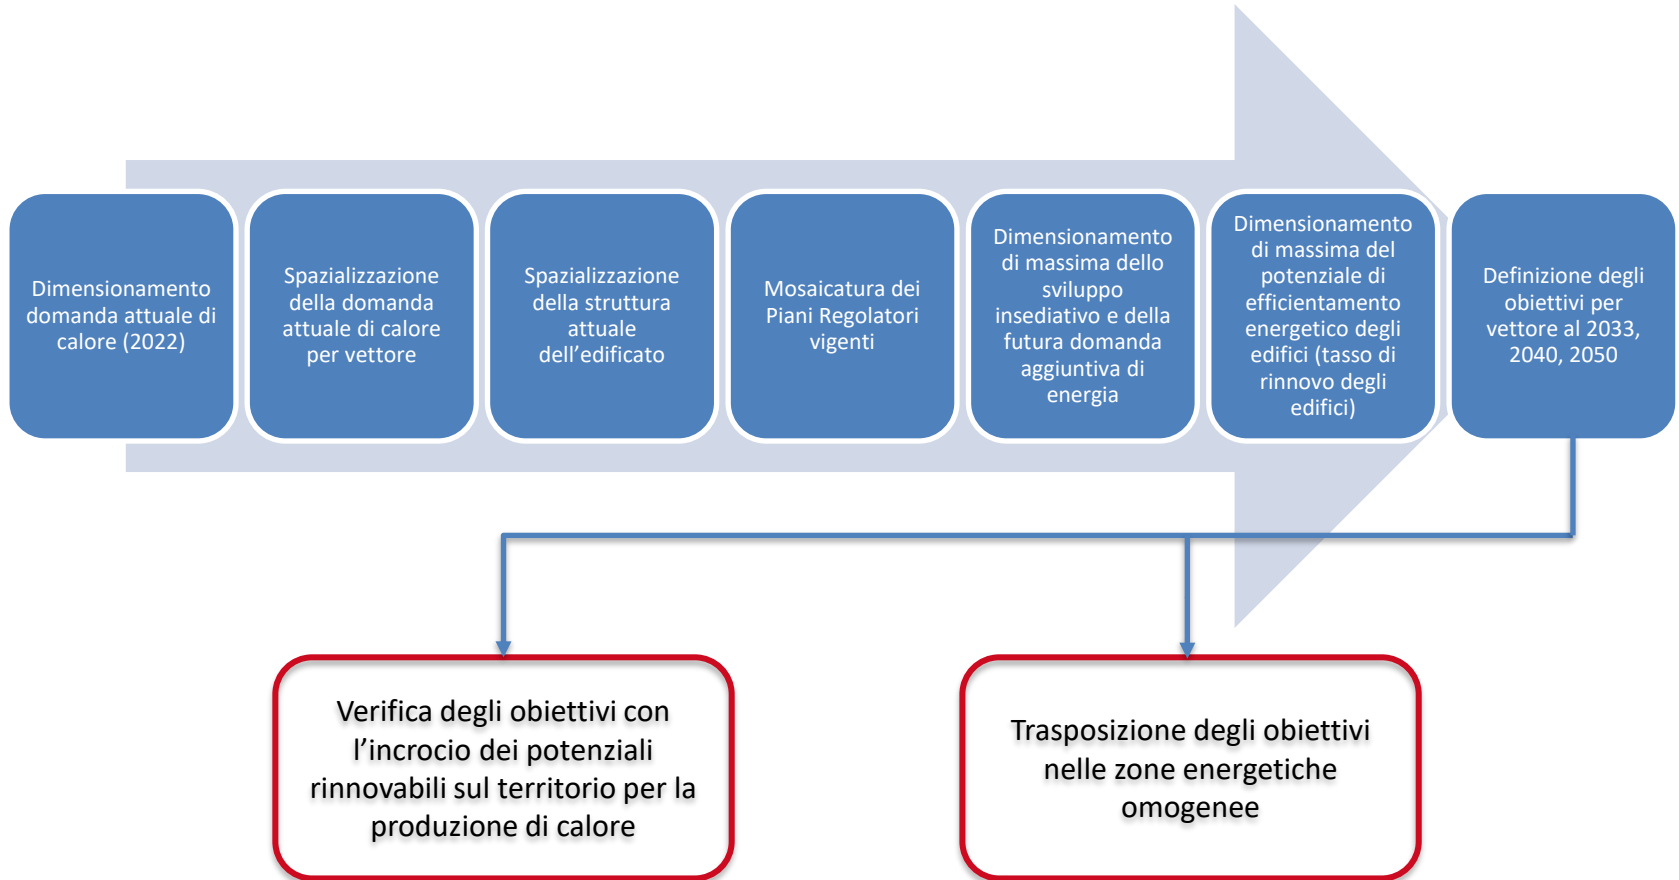 Dimensionamento
domanda attuale di
calore (2022)
Spazializzazione
della domanda
attuale di calore
per vettore
Spazializzazione
della struttura
attuale
dell’edificato
Mosaicatura dei
Piani Regolatori
vigenti
Dimensionamento
di massima dello
sviluppo
insediativo e della
futura domanda
aggiuntiva di
energia
Dimensionamento
di massima del
potenziale di
efficientamento
energetico degli
edifici (tasso di
rinnovo degli
edifici)
Definizione degli
obiettivi per
vettore al 2033,
2040, 2050
Verifica degli obiettivi con
l’incrocio dei potenziali
rinnovabili sul territorio per la
produzione di calore
Trasposizione degli obiettivi
nelle zone energetiche
omogenee